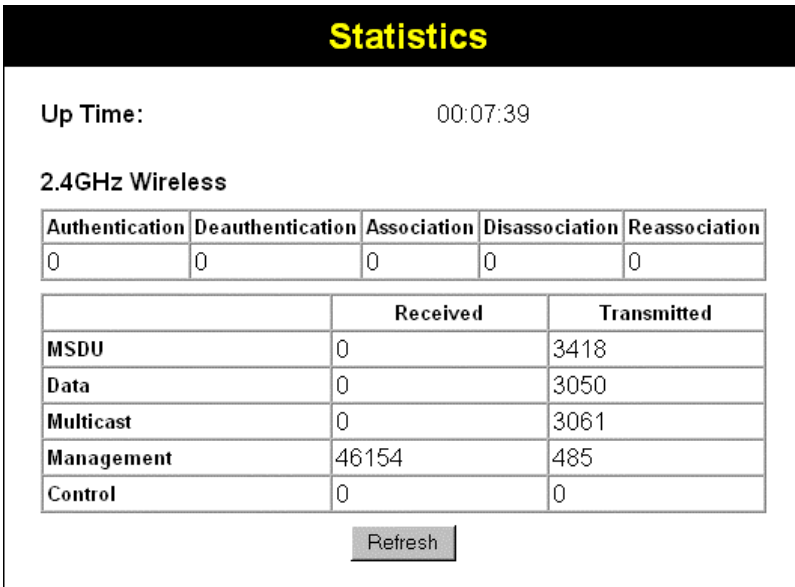 Statistics
Up Time: 00:07:39
2.4GHz Wireless
Authentication Deauthentication Association Disassociation Reassociation
0 0 0 0 0
Received Transmitted
MSDU 0 3418
Data 0 3050
Multicast 0 3061
Management 46154 485
Control 0 0
Refresh